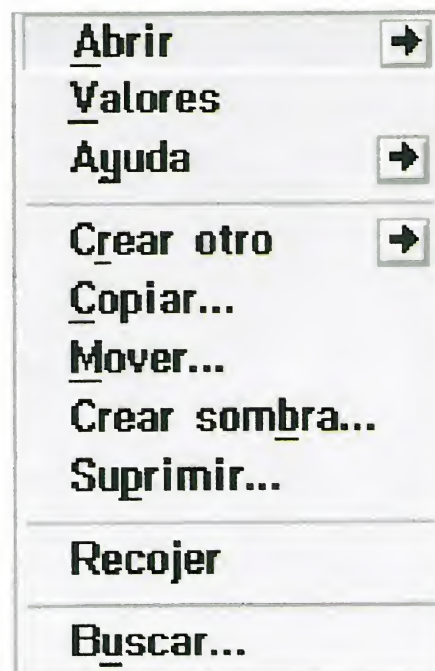 Abrir
Valores
Ayuda
Crear otro
Copiar...
Mover...
Crear sombra...
Suprimir...
Recojer
Buscar...